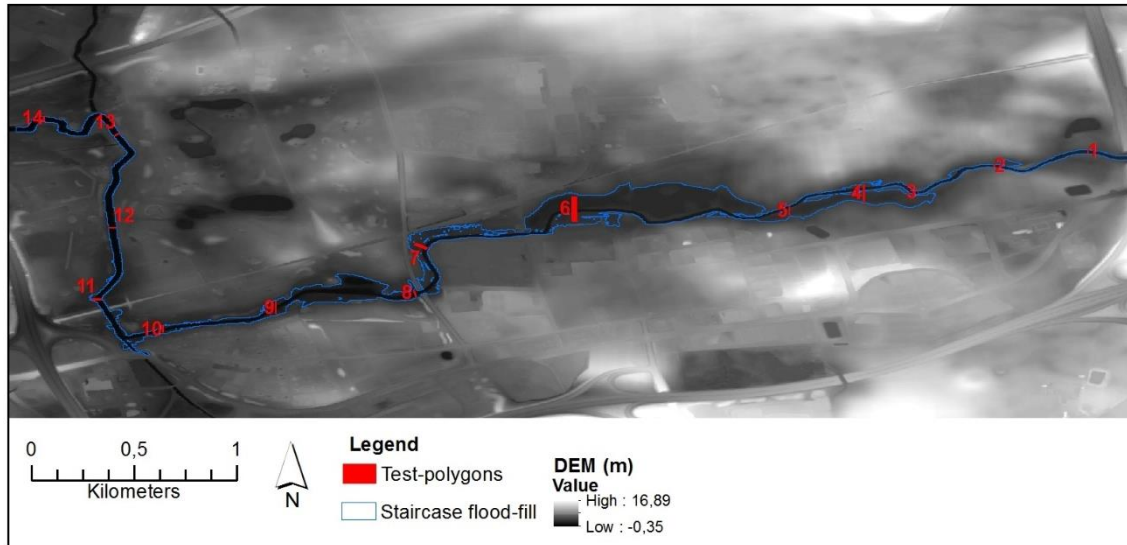 14
13
12
11
10
9
8
7
6
5
4
3
2
1
0 0,5 1
Kilometers
N
Legend
Test-polygons
Staircase flood-fill
DEM (m)
Value
High : 16,89
Low : -0,35